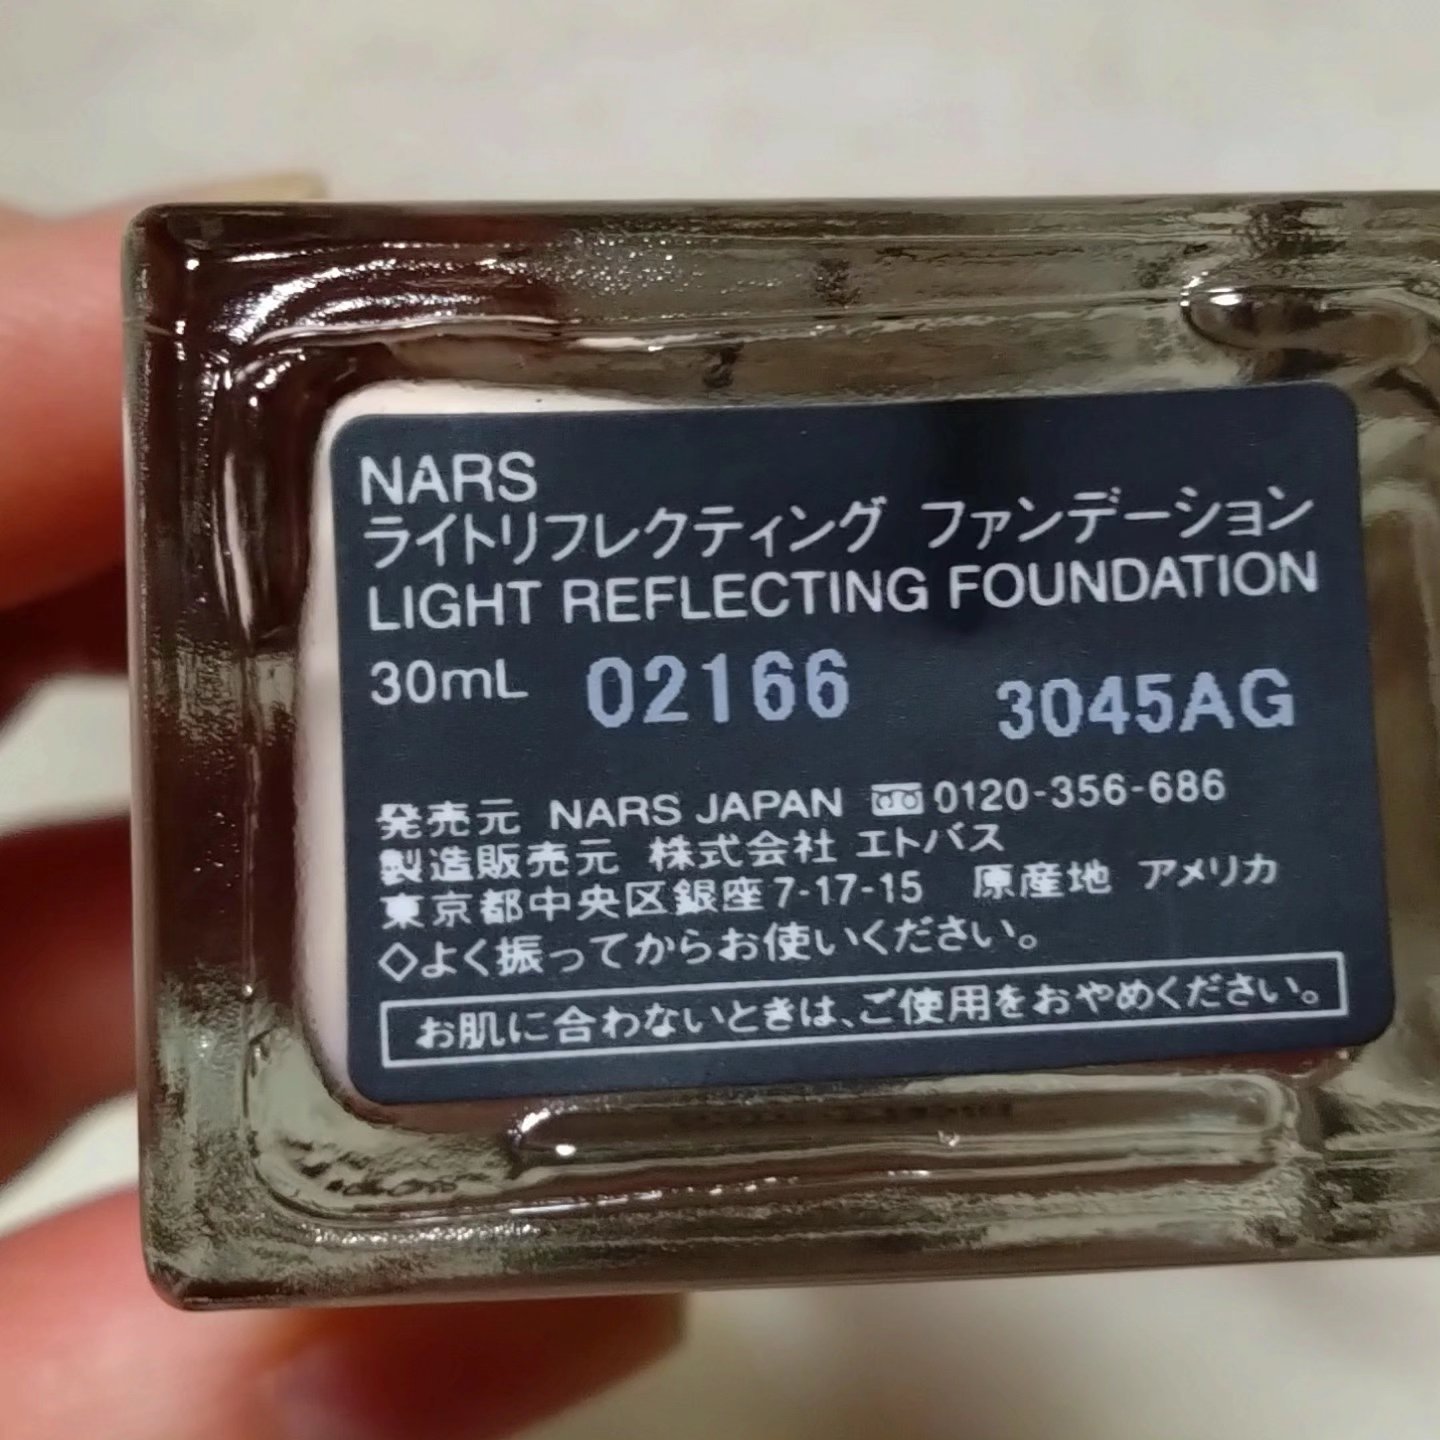 NARS
ライトリフレクティング ファンデーション
LIGHT REFLECTING FOUNDATION
30mL 02166 3045AG
発売元 NARS JAPAN 0120-356-686
製造販売元 株式会社 エトバス
東京都中央区銀座7-17-15 原産地 アメリカ
◇よく振ってからお使いください。
お肌に合わないときは、ご使用をおやめください。